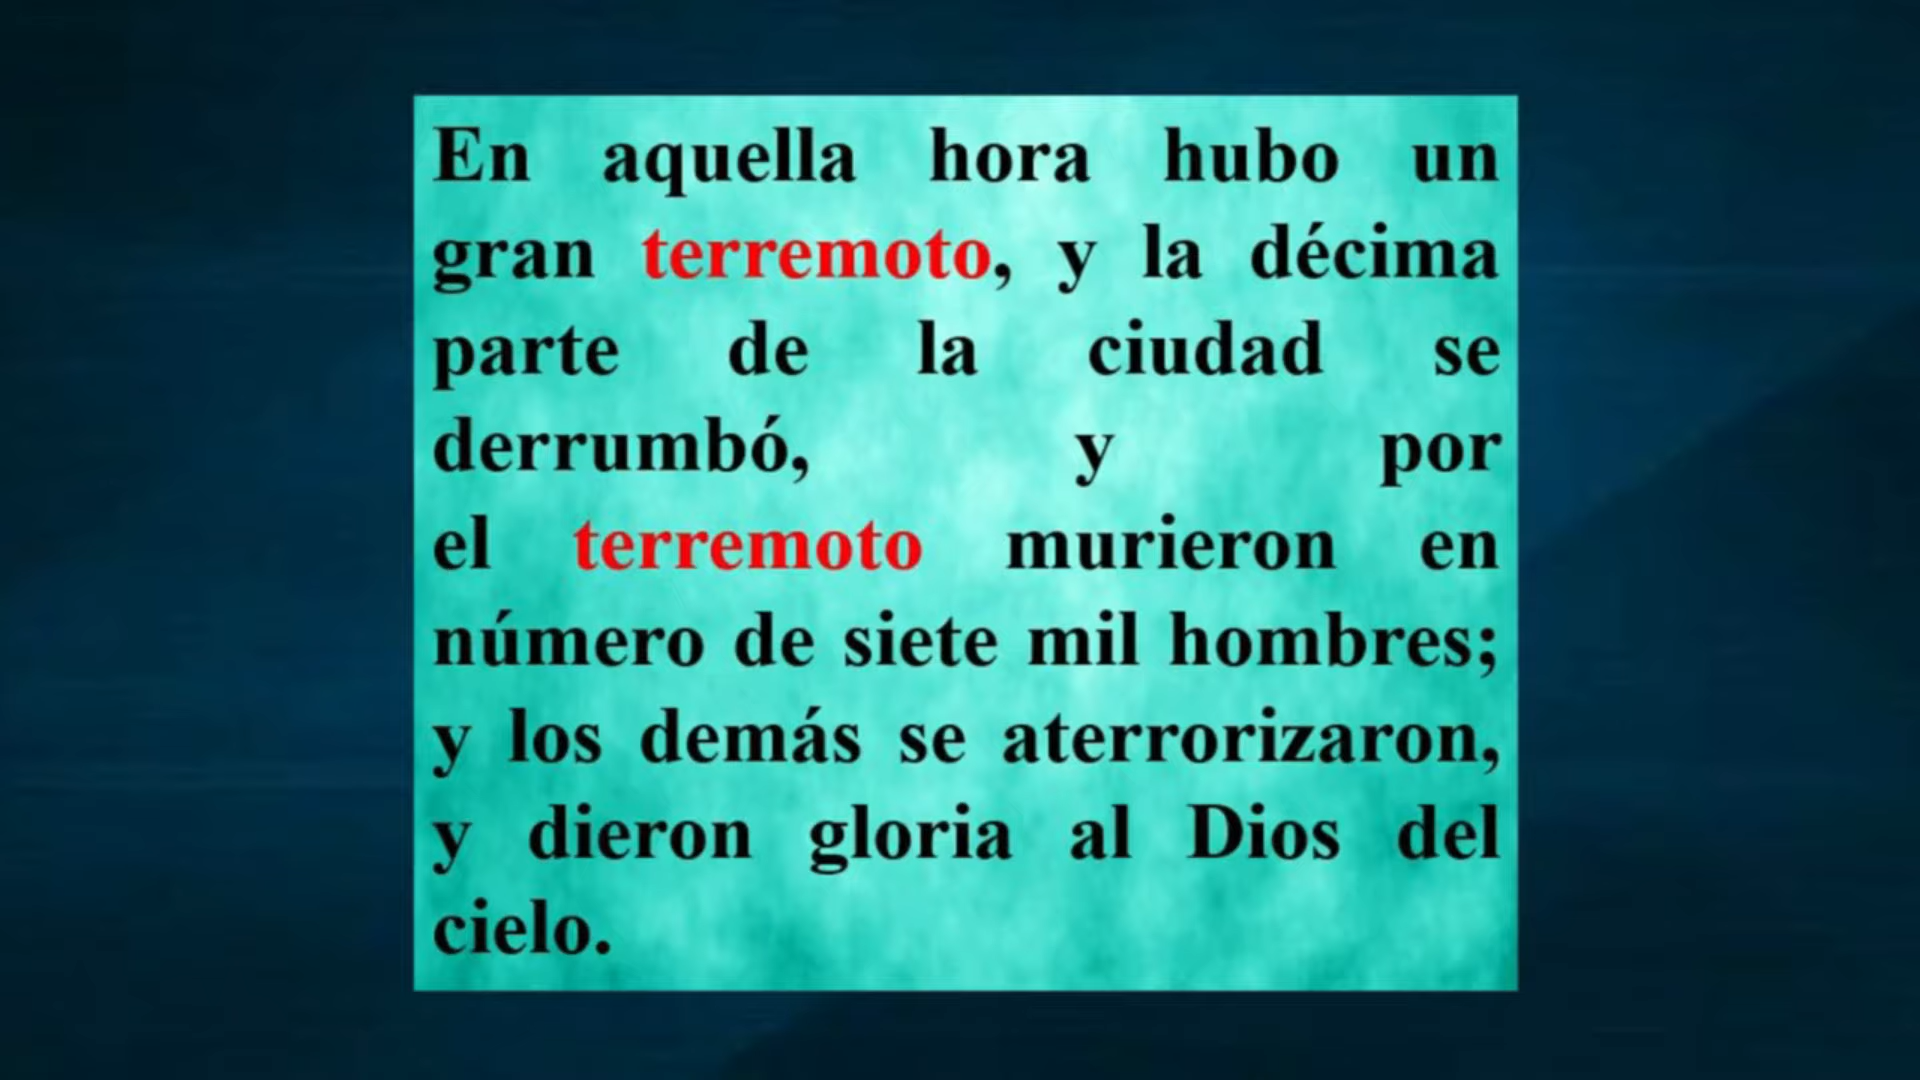 En aquella hora hubo un
gran terremoto, y la décima
parte de la ciudad se
derrumbó, y por
el terremoto murieron en
número de siete mil hombres;
y los demás se aterrorizaron,
y dieron gloria al Dios del
cielo.